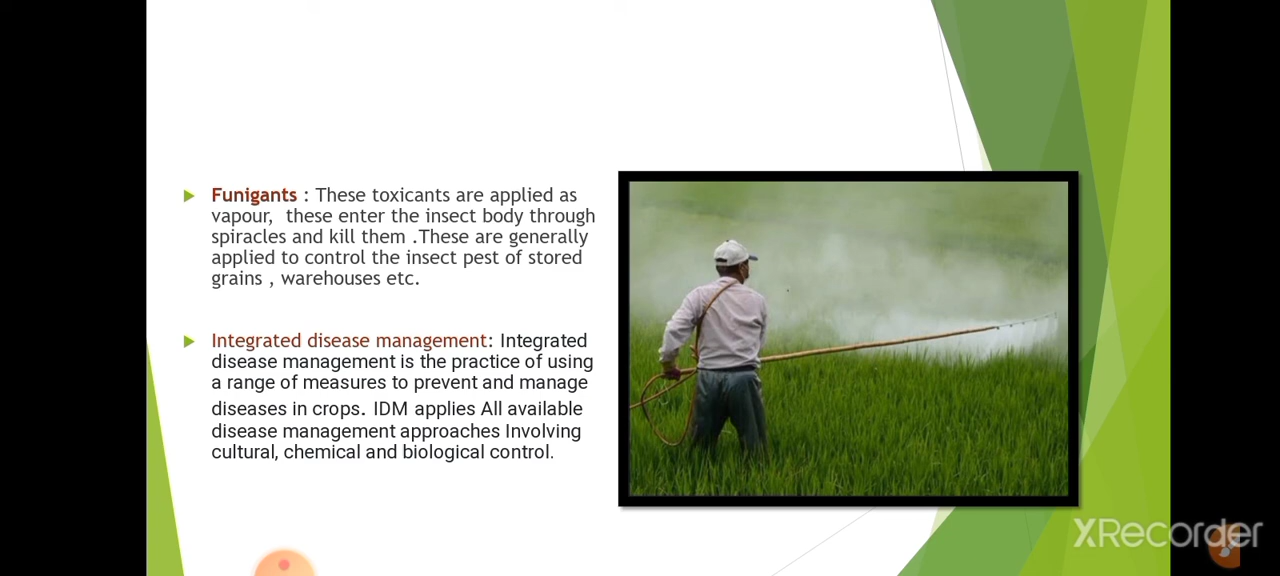 Funigants : These toxicants are applied as
vapour, these enter the insect body through
spiracles and kill them .These are generally
applied to control the insect pest of stored
grains , warehouses etc.
Integrated disease management: Integrated
disease management is the practice of using
a range of measures to prevent and manage
diseases in crops. IDM applies All available
disease management approaches Involving
cultural, chemical and biological control.
XRecorder